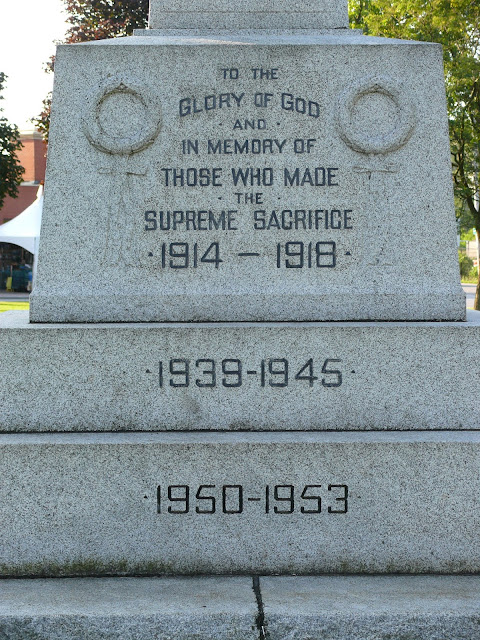 TO THE
GLORY OF GOD
· AND ·
IN MEMORY OF
THOSE WHO MADE
· THE ·
SUPREME SACRIFICE
·1914 — 1918·
·1939-1945·
·1950-1953·